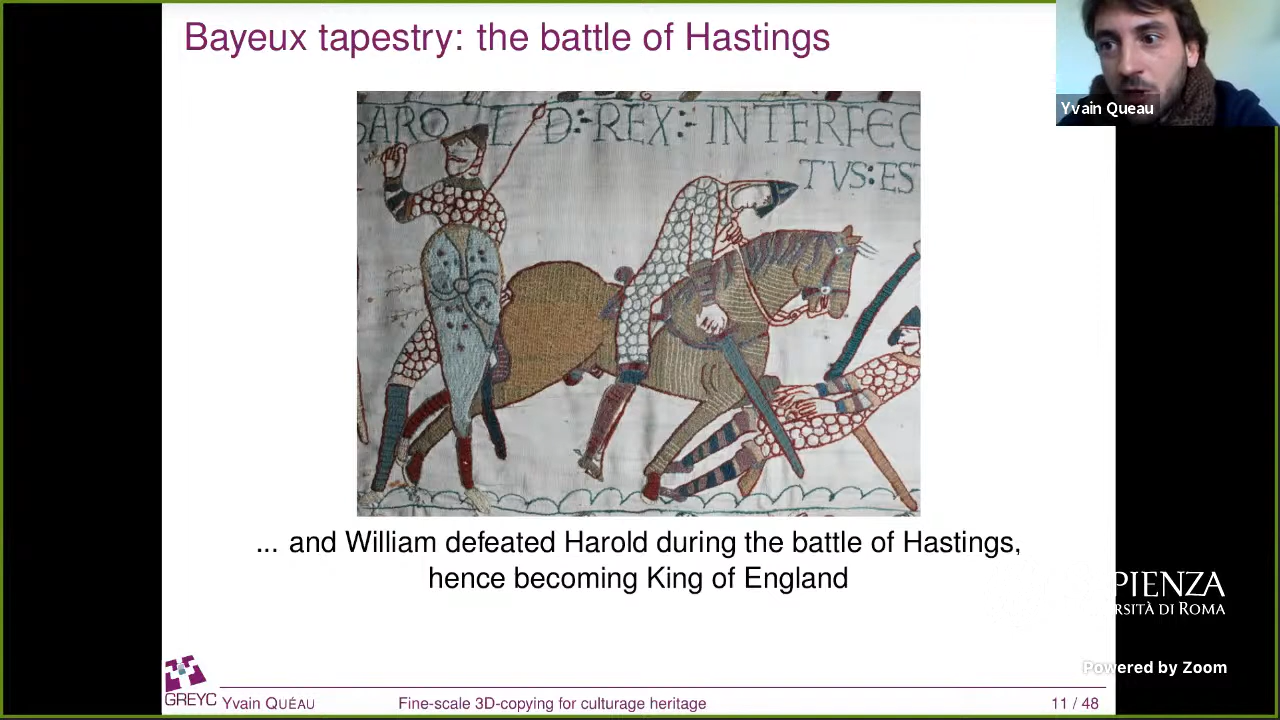 Bayeux tapestry: the battle of Hastings
Yvain Queau
HARO L D:REX: INTERFEC
TVS:EST
... and William defeated Harold during the battle of Hastings,
hence becoming King of England
PIENZA
RSITÀ DI ROMA
Powered by Zoom
GREYC
Yvain QUÉAU
Fine-scale 3D-copying for culturage heritage
11 / 48